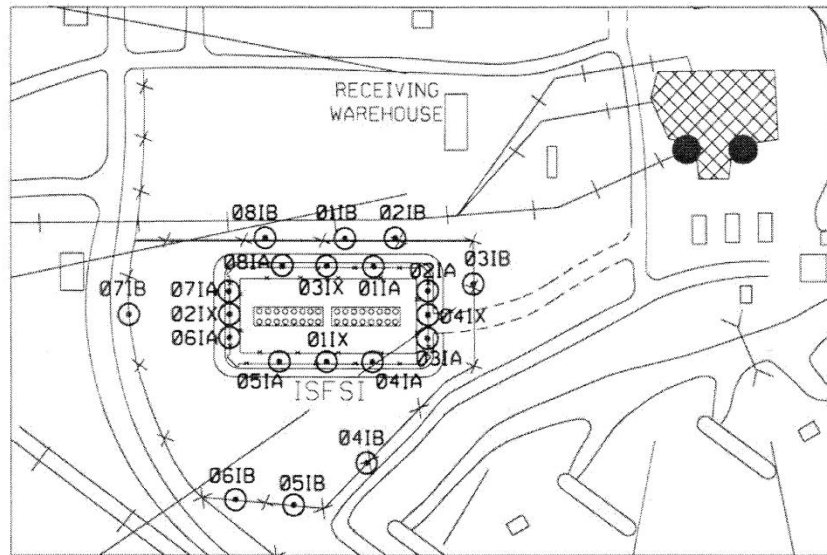 RECEIVING
WAREHOUSE
08IB
01IB
02IB
03IB
08IA
03IX
01IA
02IA
07IB
07IA
02IX
04IX
06IA
01IX
03IA
05IA
04IA
ISFSI
04IB
06IB
05IB